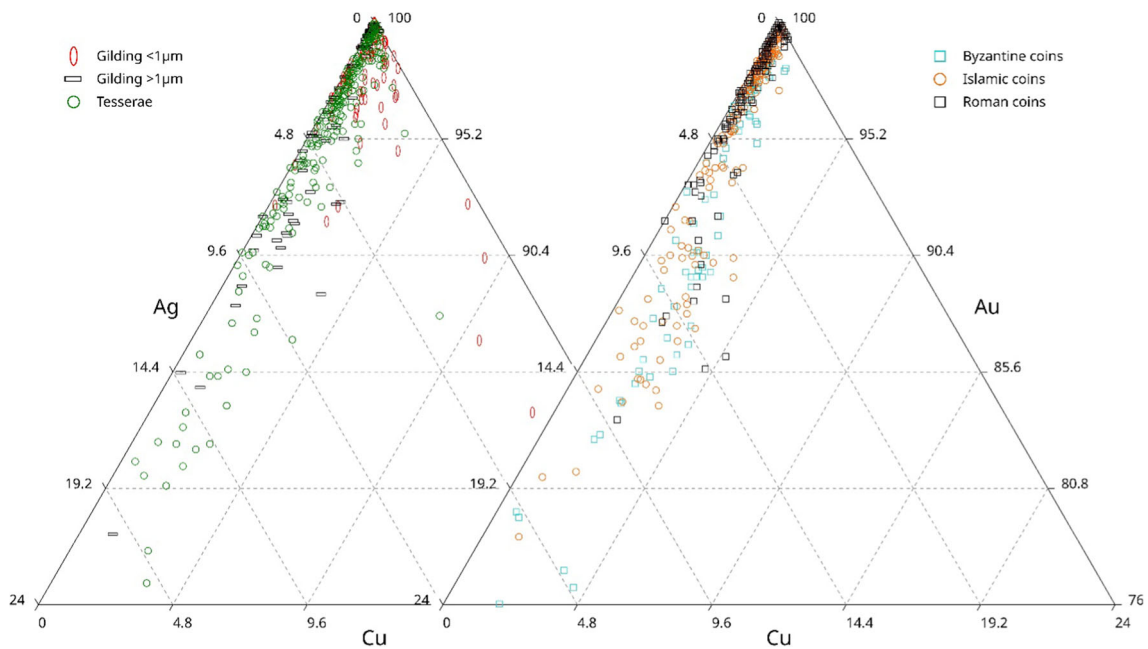 0 100
0 100
Gilding <1μm
Gilding >1μm
Tesserae
Byzantine coins
Islamic coins
Roman coins
4.8 95.2
4.8 95.2
9.6 90.4
9.6 90.4
Ag
Au
14.4
14.4 85.6
19.2
19.2 80.8
24
24 76
0 4.8 9.6
0 4.8 9.6 14.4 19.2 24
Cu
Cu